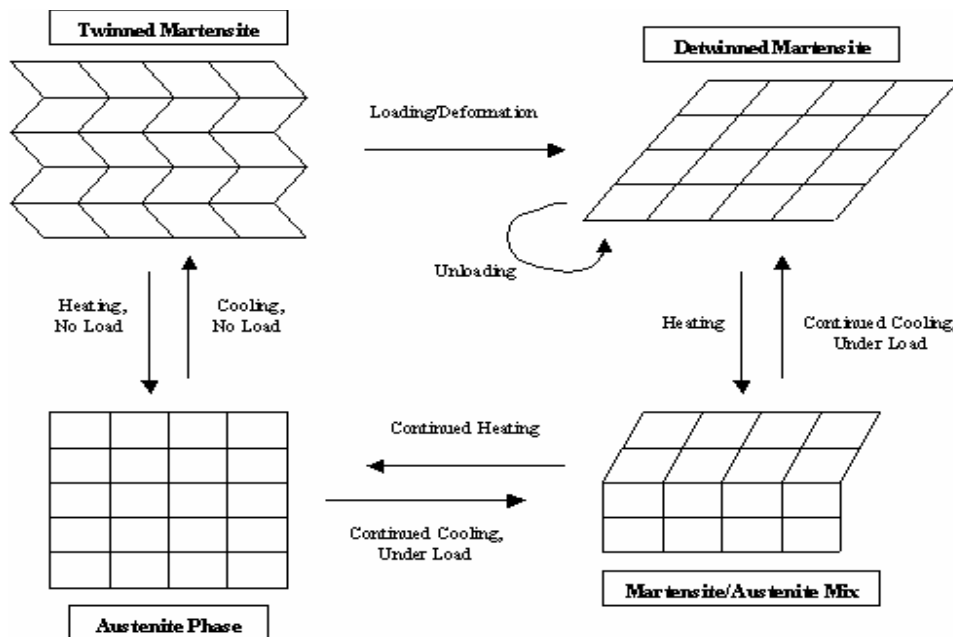 Twinned Martensite
Detwinned Martensite
Loading/Deformation
Unloading
Heating,
No Load
Cooling,
No Load
Heating
Continued Cooling,
Under Load
Continued Heating
Continued Cooling,
Under Load
Martensite/Austenite Mix
Austenite Phase